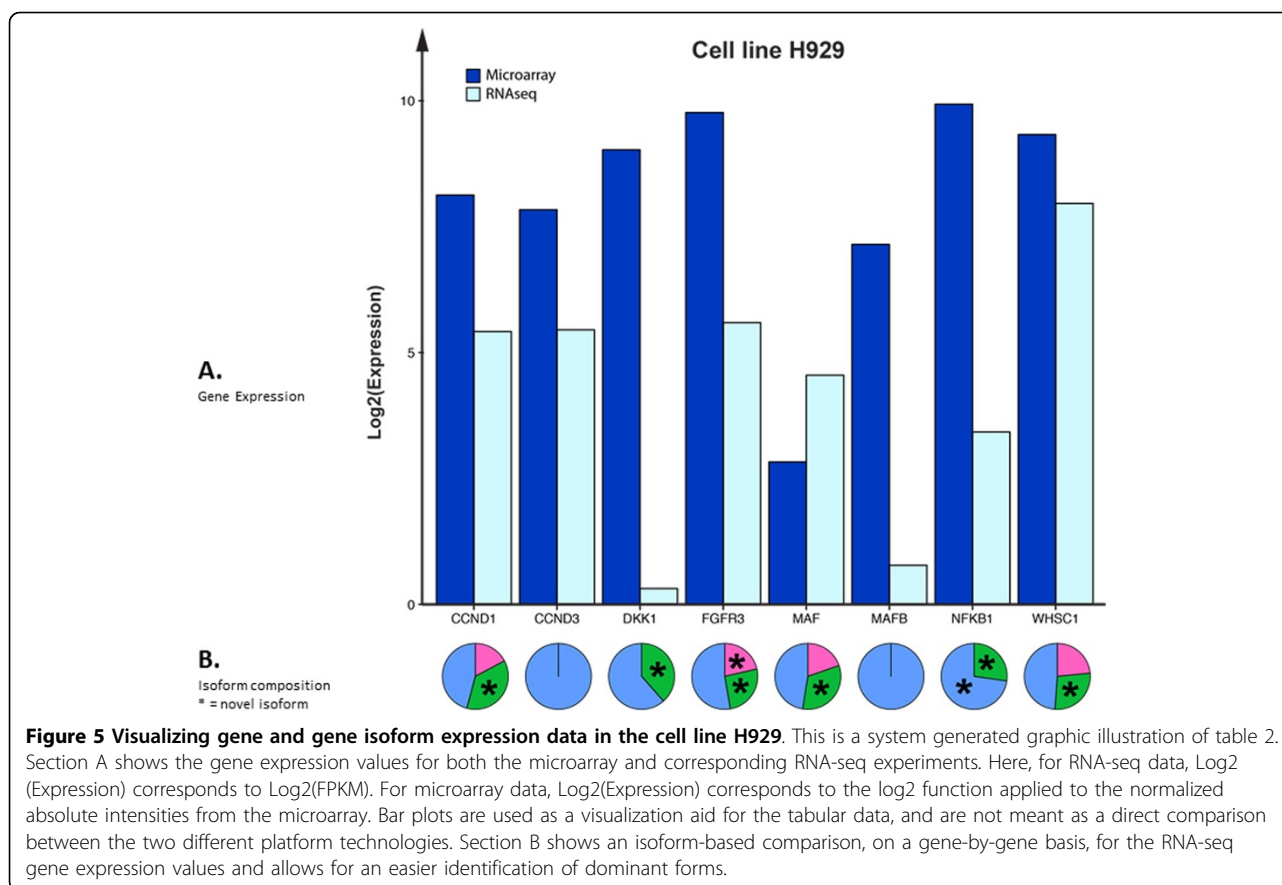 Cell line H929
Microarray
RNAseq
10
5
0
Log2(Expression)
A.
Gene Expression
CCND1 CCND3 DKK1 FGFR3 MAF MAFB NFKB1 WHSC1
B.
Isoform composition
* = novel isoform
* * * * * * * *
Figure 5 Visualizing gene and gene isoform expression data in the cell line H929. This is a system generated graphic illustration of table 2.
Section A shows the gene expression values for both the microarray and corresponding RNA-seq experiments. Here, for RNA-seq data, Log2
(Expression) corresponds to Log2(FPKM). For microarray data, Log2(Expression) corresponds to the log2 function applied to the normalized
absolute intensities from the microarray. Bar plots are used as a visualization aid for the tabular data, and are not meant as a direct comparison
between the two different platform technologies. Section B shows an isoform-based comparison, on a gene-by-gene basis, for the RNA-seq
gene expression values and allows for an easier identification of dominant forms.